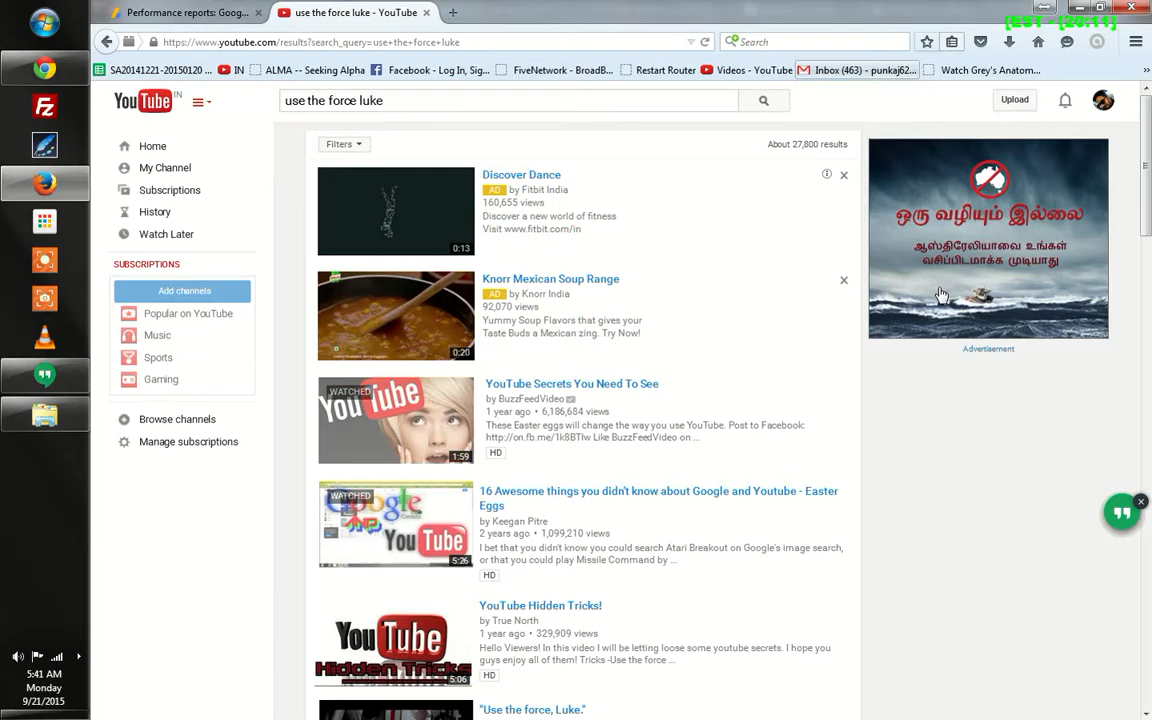 Performance reports: Goog...
use the force luke - YouTube
(EST - [20:11]
https://www.youtube.com/results?search_query=use+the+force+luke
Search
SA20141221-20150120 ...
IN
ALMA -- Seeking Alpha
Facebook - Log In, Sig...
FiveNetwork - BroadB...
Restart Router
Videos - YouTube
Inbox (463) - punkaj62...
Watch Grey's Anatom...
YouTube IN
use the force luke
Upload
Home
My Channel
Subscriptions
History
Watch Later
SUBSCRIPTIONS
Add channels
Popular on YouTube
Music
Sports
Gaming
Browse channels
Manage subscriptions
Filters
About 27,800 results
Discover Dance
AD by Fitbit India
160,655 views
Discover a new world of fitness
Visit www.fitbit.com/in
0:13
Knorr Mexican Soup Range
AD by Knorr India
92,070 views
Yummy Soup Flavors that gives your
Taste Buds a Mexican zing. Try Now!
0:20
WATCHED
YouTube
1:59
YouTube Secrets You Need To See
by BuzzFeedVideo
1 year ago • 6,186,684 views
These Easter eggs will change the way you use YouTube. Post to Facebook:
http://on.fb.me/1k8BTIw Like BuzzFeedVideo on ...
HD
WATCHED
Google
YouTube
5:26
16 Awesome things you didn't know about Google and Youtube - Easter
Eggs
by Keegan Pitre
2 years ago • 1,099,210 views
I bet that you didn't know you could search Atari Breakout on Google's image search,
or that you could play Missile Command by ...
HD
YouTube
Hidden Tricks
5:06
YouTube Hidden Tricks!
by True North
1 year ago • 329,909 views
Hello Viewers! In this video I will be letting loose some youtube secrets. I hope you
guys enjoy all of them! Tricks -Use the force ...
HD
"Use the force, Luke."
ஒரு வழியும் இல்லை
ஆஸ்திரேலியாவை உங்கள்
வசிப்பிடமாக்க முடியாது
Advertisement
5:41 AM
Monday
9/21/2015